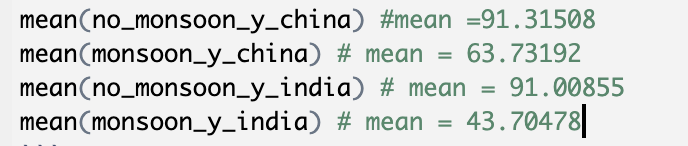 mean(no_monsoon_y_china) #mean =91.31508
mean(monsoon_y_china) # mean = 63.73192
mean(no_monsoon_y_india) # mean = 91.00855
mean(monsoon_y_india) # mean = 43.70478